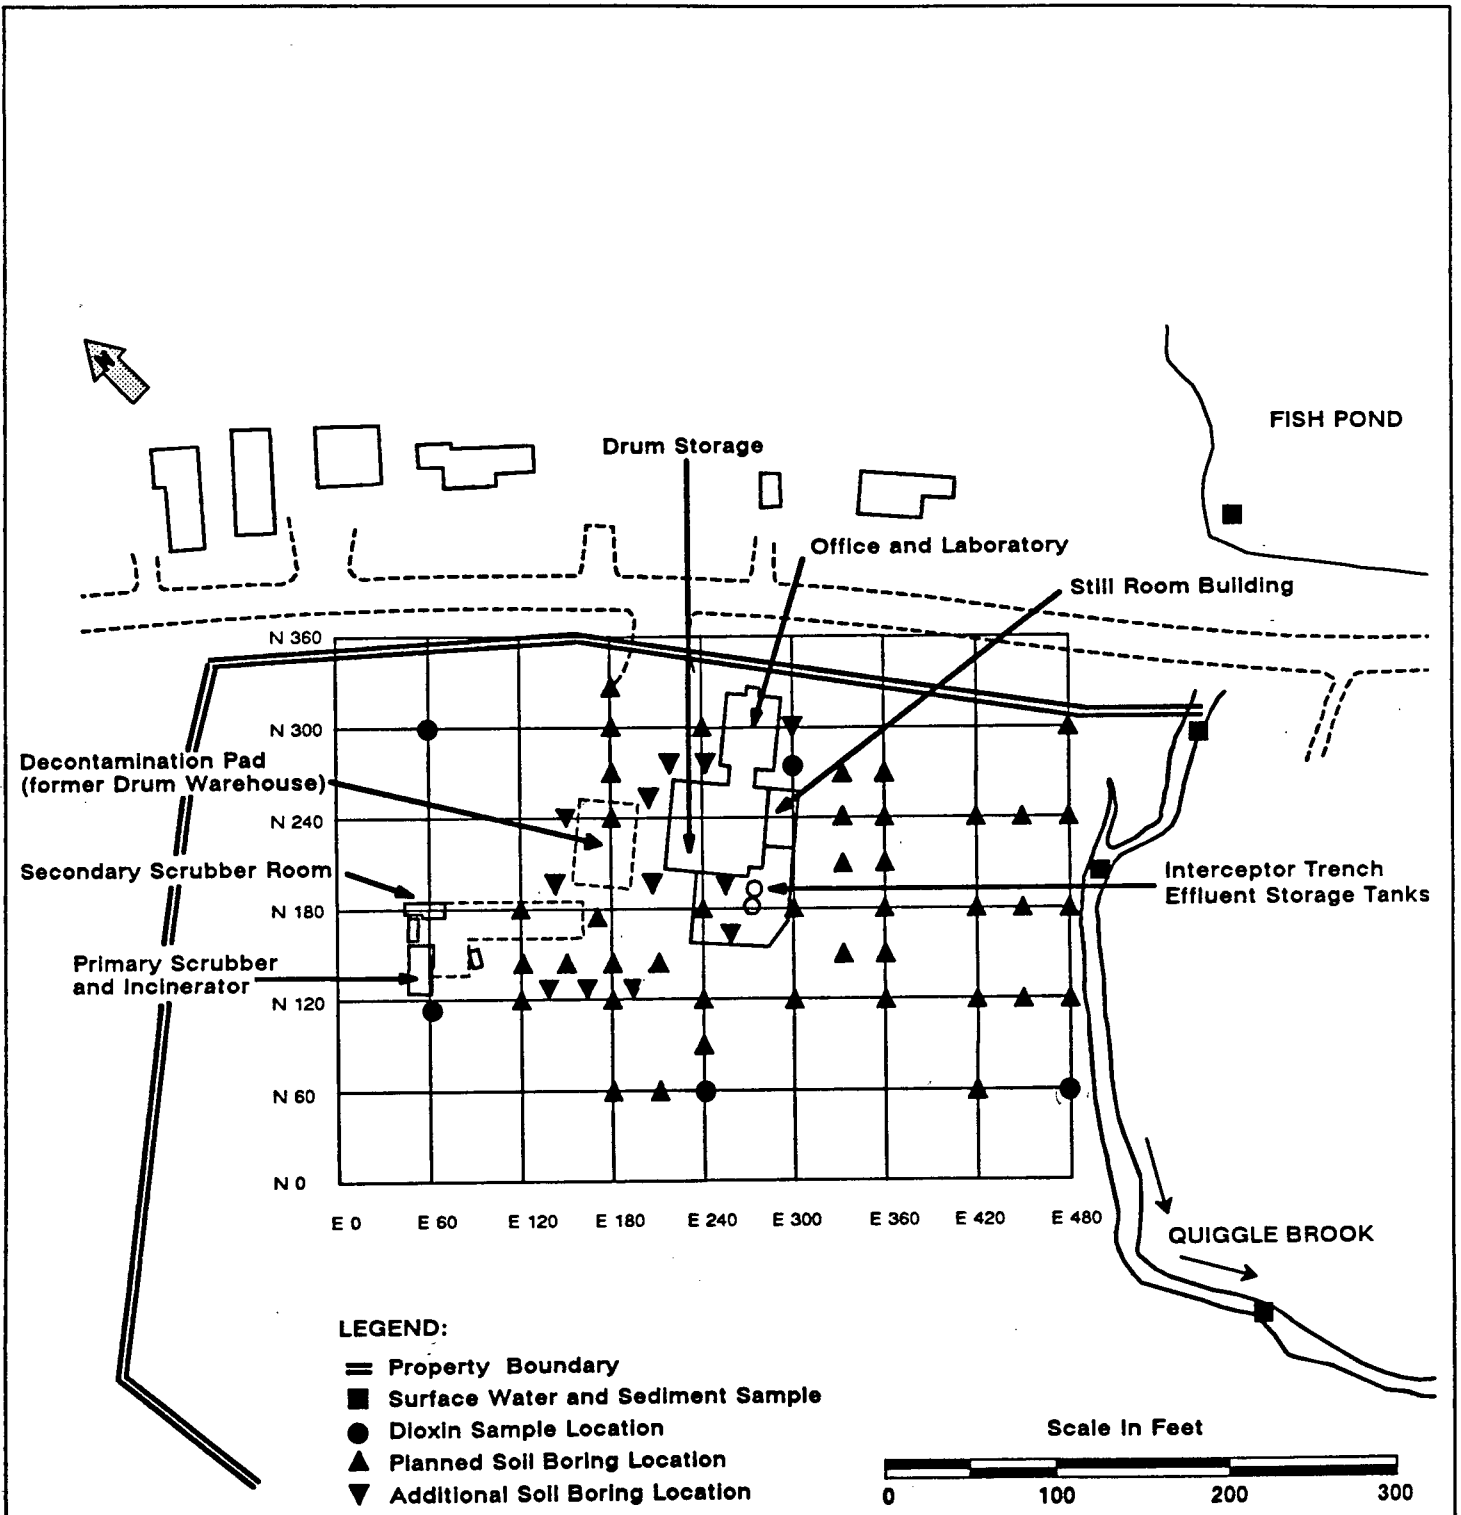 N
FISH POND
Drum Storage
Office and Laboratory
Still Room Building
N 360
N 300
Decontamination Pad
(former Drum Warehouse)
N 240
Secondary Scrubber Room
Interceptor Trench
Effluent Storage Tanks
N 180
Primary Scrubber
and Incinerator
N 120
N 60
N 0
E 0
E 60
E 120
E 180
E 240
E 300
E 360
E 420
E 480
QUIGGLE BROOK
LEGEND:
Property Boundary
Surface Water and Sediment Sample
Dioxin Sample Location
Planned Soil Boring Location
Additional Soil Boring Location
Scale In Feet
0
100
200
300